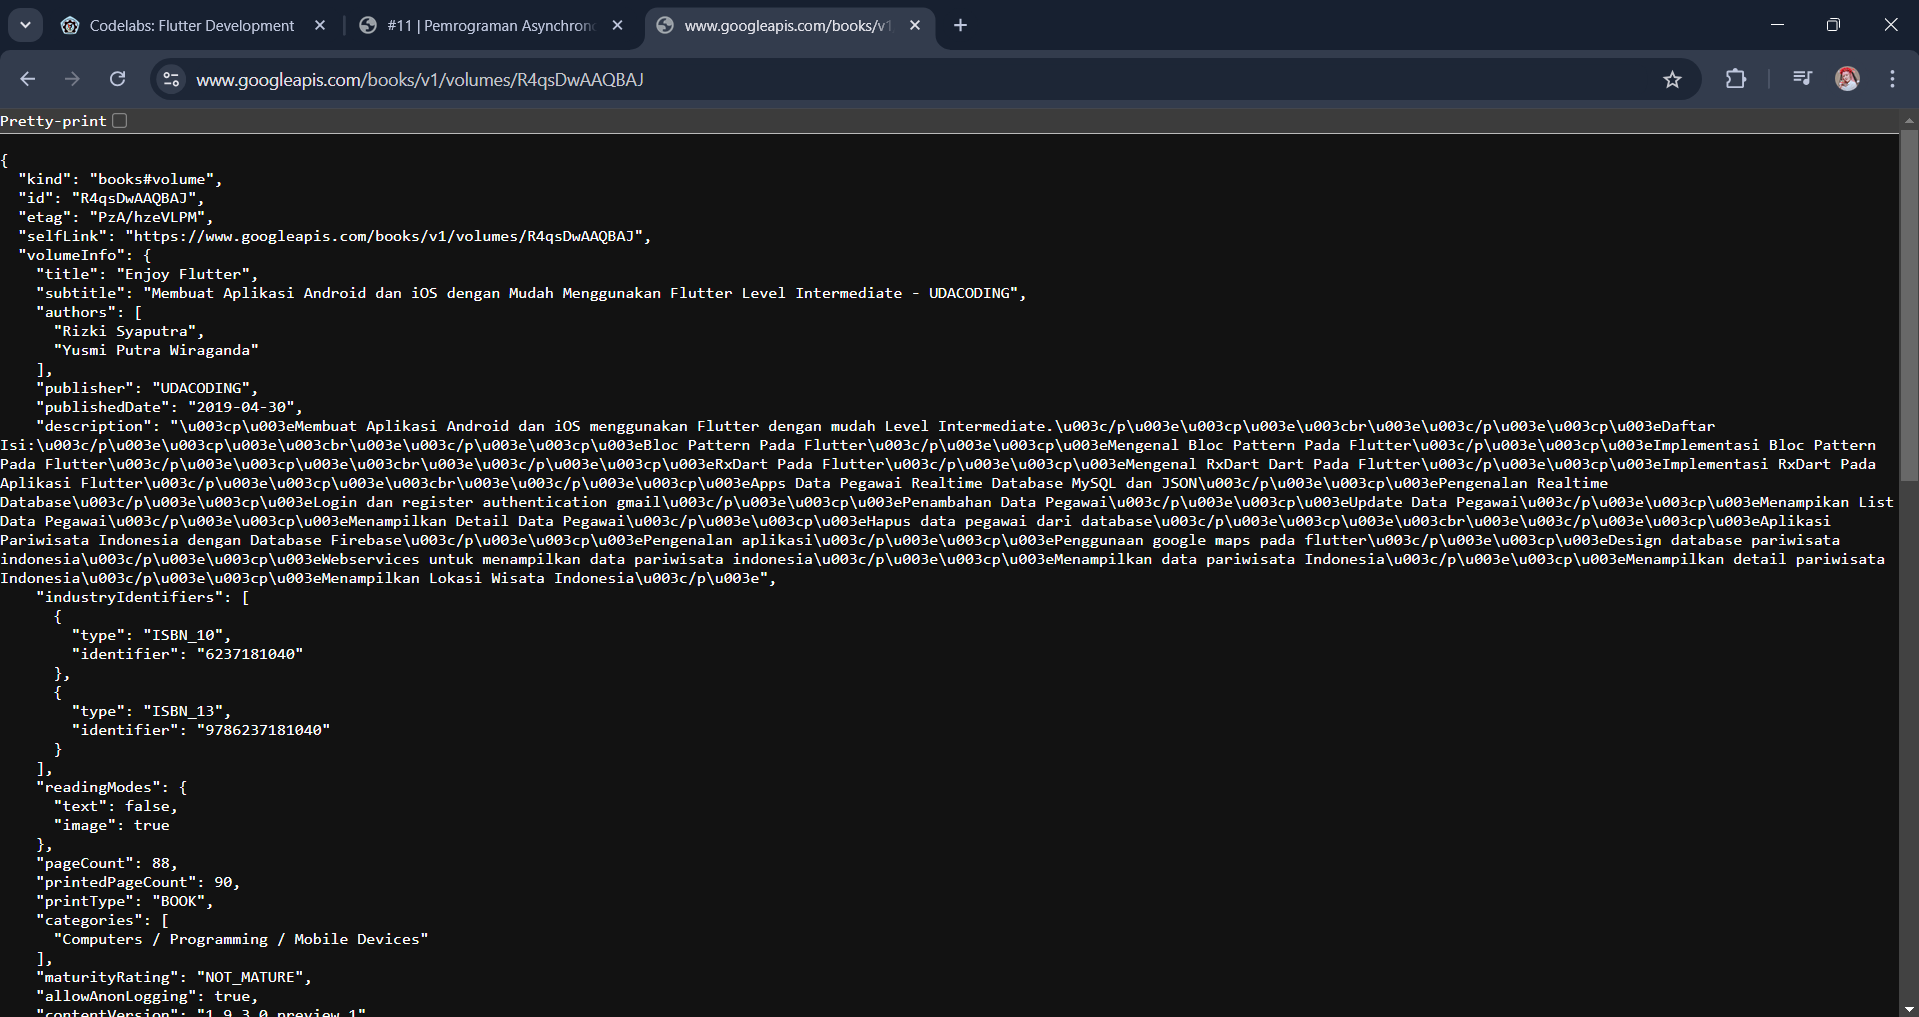 Codelabs: Flutter Development
#11 | Pemrograman Asynchron
www.googleapis.com/books/v1
www.googleapis.com/books/v1/volumes/R4qsDwAAQBAJ
Pretty-print
{
"kind": "books#volume",
"id": "R4qsDwAAQBAJ",
"etag": "PzA/hzeVLPM",
"selfLink": "https://www.googleapis.com/books/v1/volumes/R4qsDwAAQBAJ",
"volumeInfo": {
"title": "Enjoy Flutter",
"subtitle": "Membuat Aplikasi Android dan iOS dengan Mudah Menggunakan Flutter Level Intermediate - UDACODING",
"authors": [
"Rizki Syaputra",
"Yusmi Putra Wiraganda"
],
"publisher": "UDACODING",
"publishedDate": "2019-04-30",
"description": "\u003cp\u003eMembuat Aplikasi Android dan iOS menggunakan Flutter dengan mudah Level Intermediate.\u003c/p\u003e\u003cp\u003e\u003cbr\u003e\u003c/p\u003e\u003cp\u003eDaftar
Isi:\u003c/p\u003e\u003cp\u003e\u003cbr\u003e\u003c/p\u003e\u003cp\u003eBloc Pattern Pada Flutter\u003c/p\u003e\u003cp\u003eMengenal Bloc Pattern Pada Flutter\u003c/p\u003e\u003cp\u003eImplementasi Bloc Pattern
Pada Flutter\u003c/p\u003e\u003cp\u003e\u003cbr\u003e\u003c/p\u003e\u003cp\u003eRxDart Pada Flutter\u003c/p\u003e\u003cp\u003eMengenal RxDart Dart Pada Flutter\u003c/p\u003e\u003cp\u003eImplementasi RxDart Pada
Aplikasi Flutter\u003c/p\u003e\u003cp\u003e\u003cbr\u003e\u003c/p\u003e\u003cp\u003eApps Data Pegawai Realtime Database MySQL dan JSON\u003c/p\u003e\u003cp\u003ePengenalan Realtime
Database\u003c/p\u003e\u003cp\u003eLogin dan register authentication gmail\u003c/p\u003e\u003cp\u003ePenambahan Data Pegawai\u003c/p\u003e\u003cp\u003eUpdate Data Pegawai\u003c/p\u003e\u003cp\u003eMenampikan List
Data Pegawai\u003c/p\u003e\u003cp\u003eMenampilkan Detail Data Pegawai\u003c/p\u003e\u003cp\u003eHapus data pegawai dari database\u003c/p\u003e\u003cp\u003e\u003cbr\u003e\u003c/p\u003e\u003cp\u003eAplikasi
Pariwisata Indonesia dengan Database Firebase\u003c/p\u003e\u003cp\u003ePengenalan aplikasi\u003c/p\u003e\u003cp\u003ePenggunaan google maps pada flutter\u003c/p\u003e\u003cp\u003eDesign database pariwisata
indonesia\u003c/p\u003e\u003cp\u003eWebservices untuk menampilkan data pariwisata indonesia\u003c/p\u003e\u003cp\u003eMenampilkan data pariwisata Indonesia\u003c/p\u003e\u003cp\u003eMenampilkan detail pariwisata
Indonesia\u003c/p\u003e\u003cp\u003eMenampilkan Lokasi Wisata Indonesia\u003c/p\u003e",
"industryIdentifiers": [
{
"type": "ISBN_10",
"identifier": "6237181040"
},
{
"type": "ISBN_13",
"identifier": "9786237181040"
}
],
"readingModes": {
"text": false,
"image": true
},
"pageCount": 88,
"printedPageCount": 90,
"printType": "BOOK",
"categories": [
"Computers / Programming / Mobile Devices"
],
"maturityRating": "NOT_MATURE",
"allowAnonLogging": true,
"contentVersion": "1.9.3.0.preview.1"